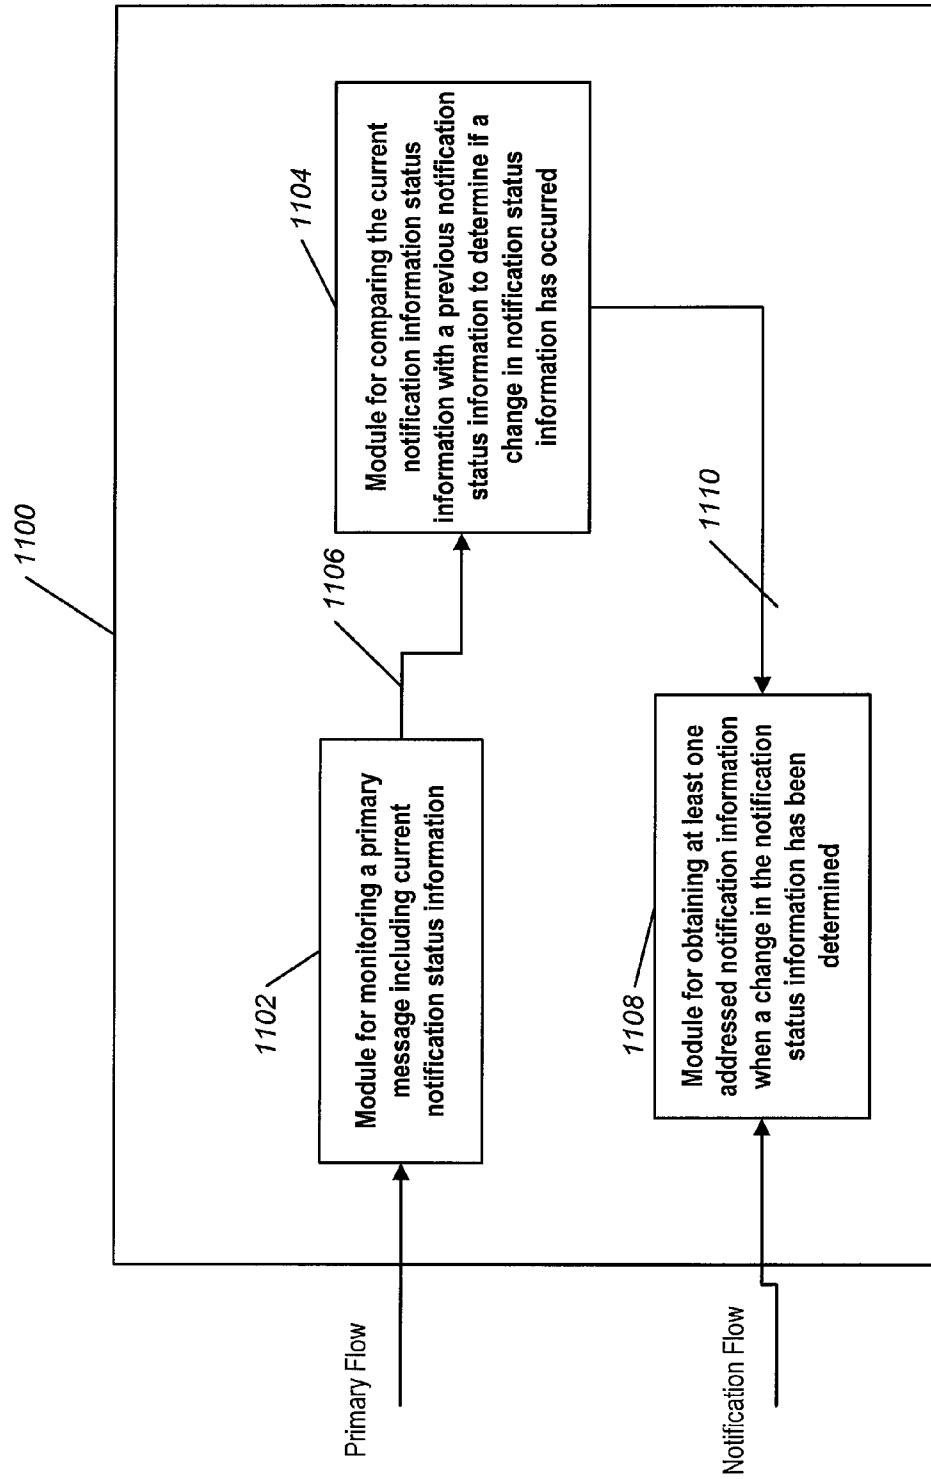 1100
Primary Flow
1102
Module for monitoring a primary
message including current
notification status information
1106
1104
Module for comparing the current
notification information status
information with a previous notification
status information to determine if a
change in notification status
information has occurred
Notification Flow
1108
Module for obtaining at least one
addressed notification information
when a change in the notification
status information has been
determined
1110